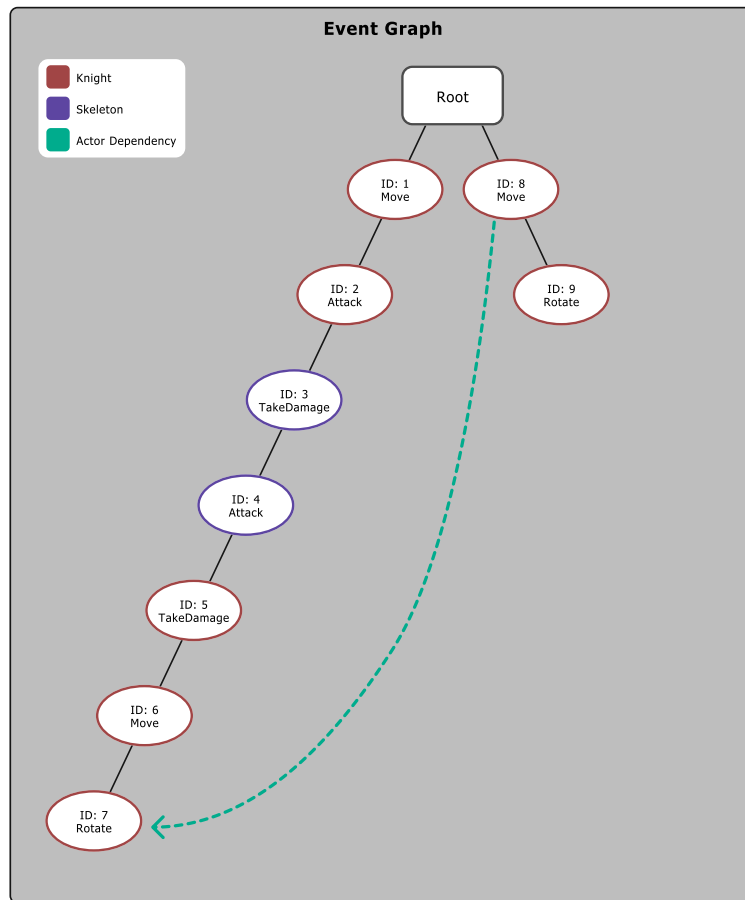 Event Graph
Knight
Skeleton
Actor Dependency
Root
ID: 1
Move
ID: 8
Move
ID: 2
Attack
ID: 9
Rotate
ID: 3
TakeDamage
ID: 4
Attack
ID: 5
TakeDamage
ID: 6
Move
ID: 7
Rotate